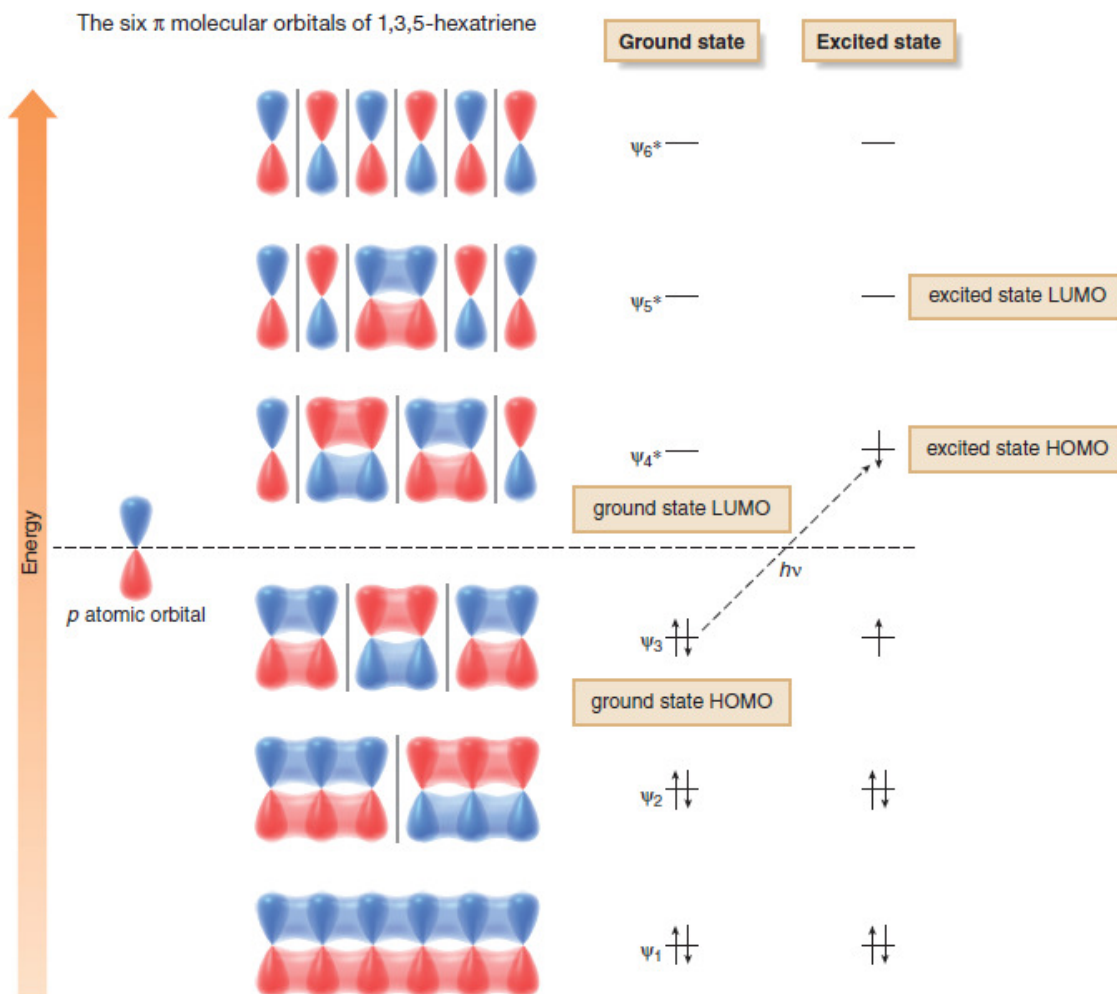 The six π molecular orbitals of 1,3,5-hexatriene
Ground state
Excited state
ψ6*
ψ5*
excited state LUMO
ψ4*
excited state HOMO
ground state LUMO
Energy
hν
p atomic orbital
ψ3
ground state HOMO
ψ2
ψ1